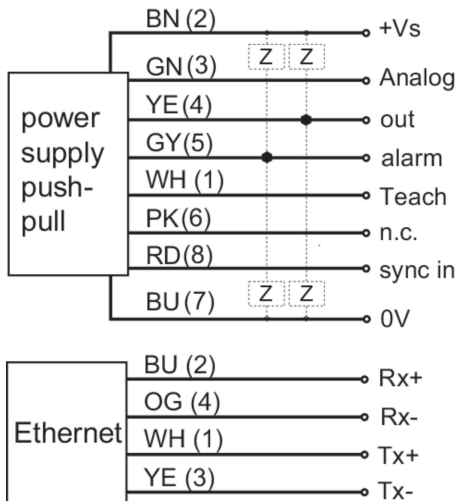 BN (2) +Vs
Z Z
GN(3) Analog
YE(4) out
GY(5) alarm
WH (1) Teach
PK(6) n.c.
RD(8) sync in
Z Z
BU(7) 0V
power
supply
push-
pull
BU (2) Rx+
OG (4) Rx-
WH (1) Tx+
YE (3) Tx-
Ethernet